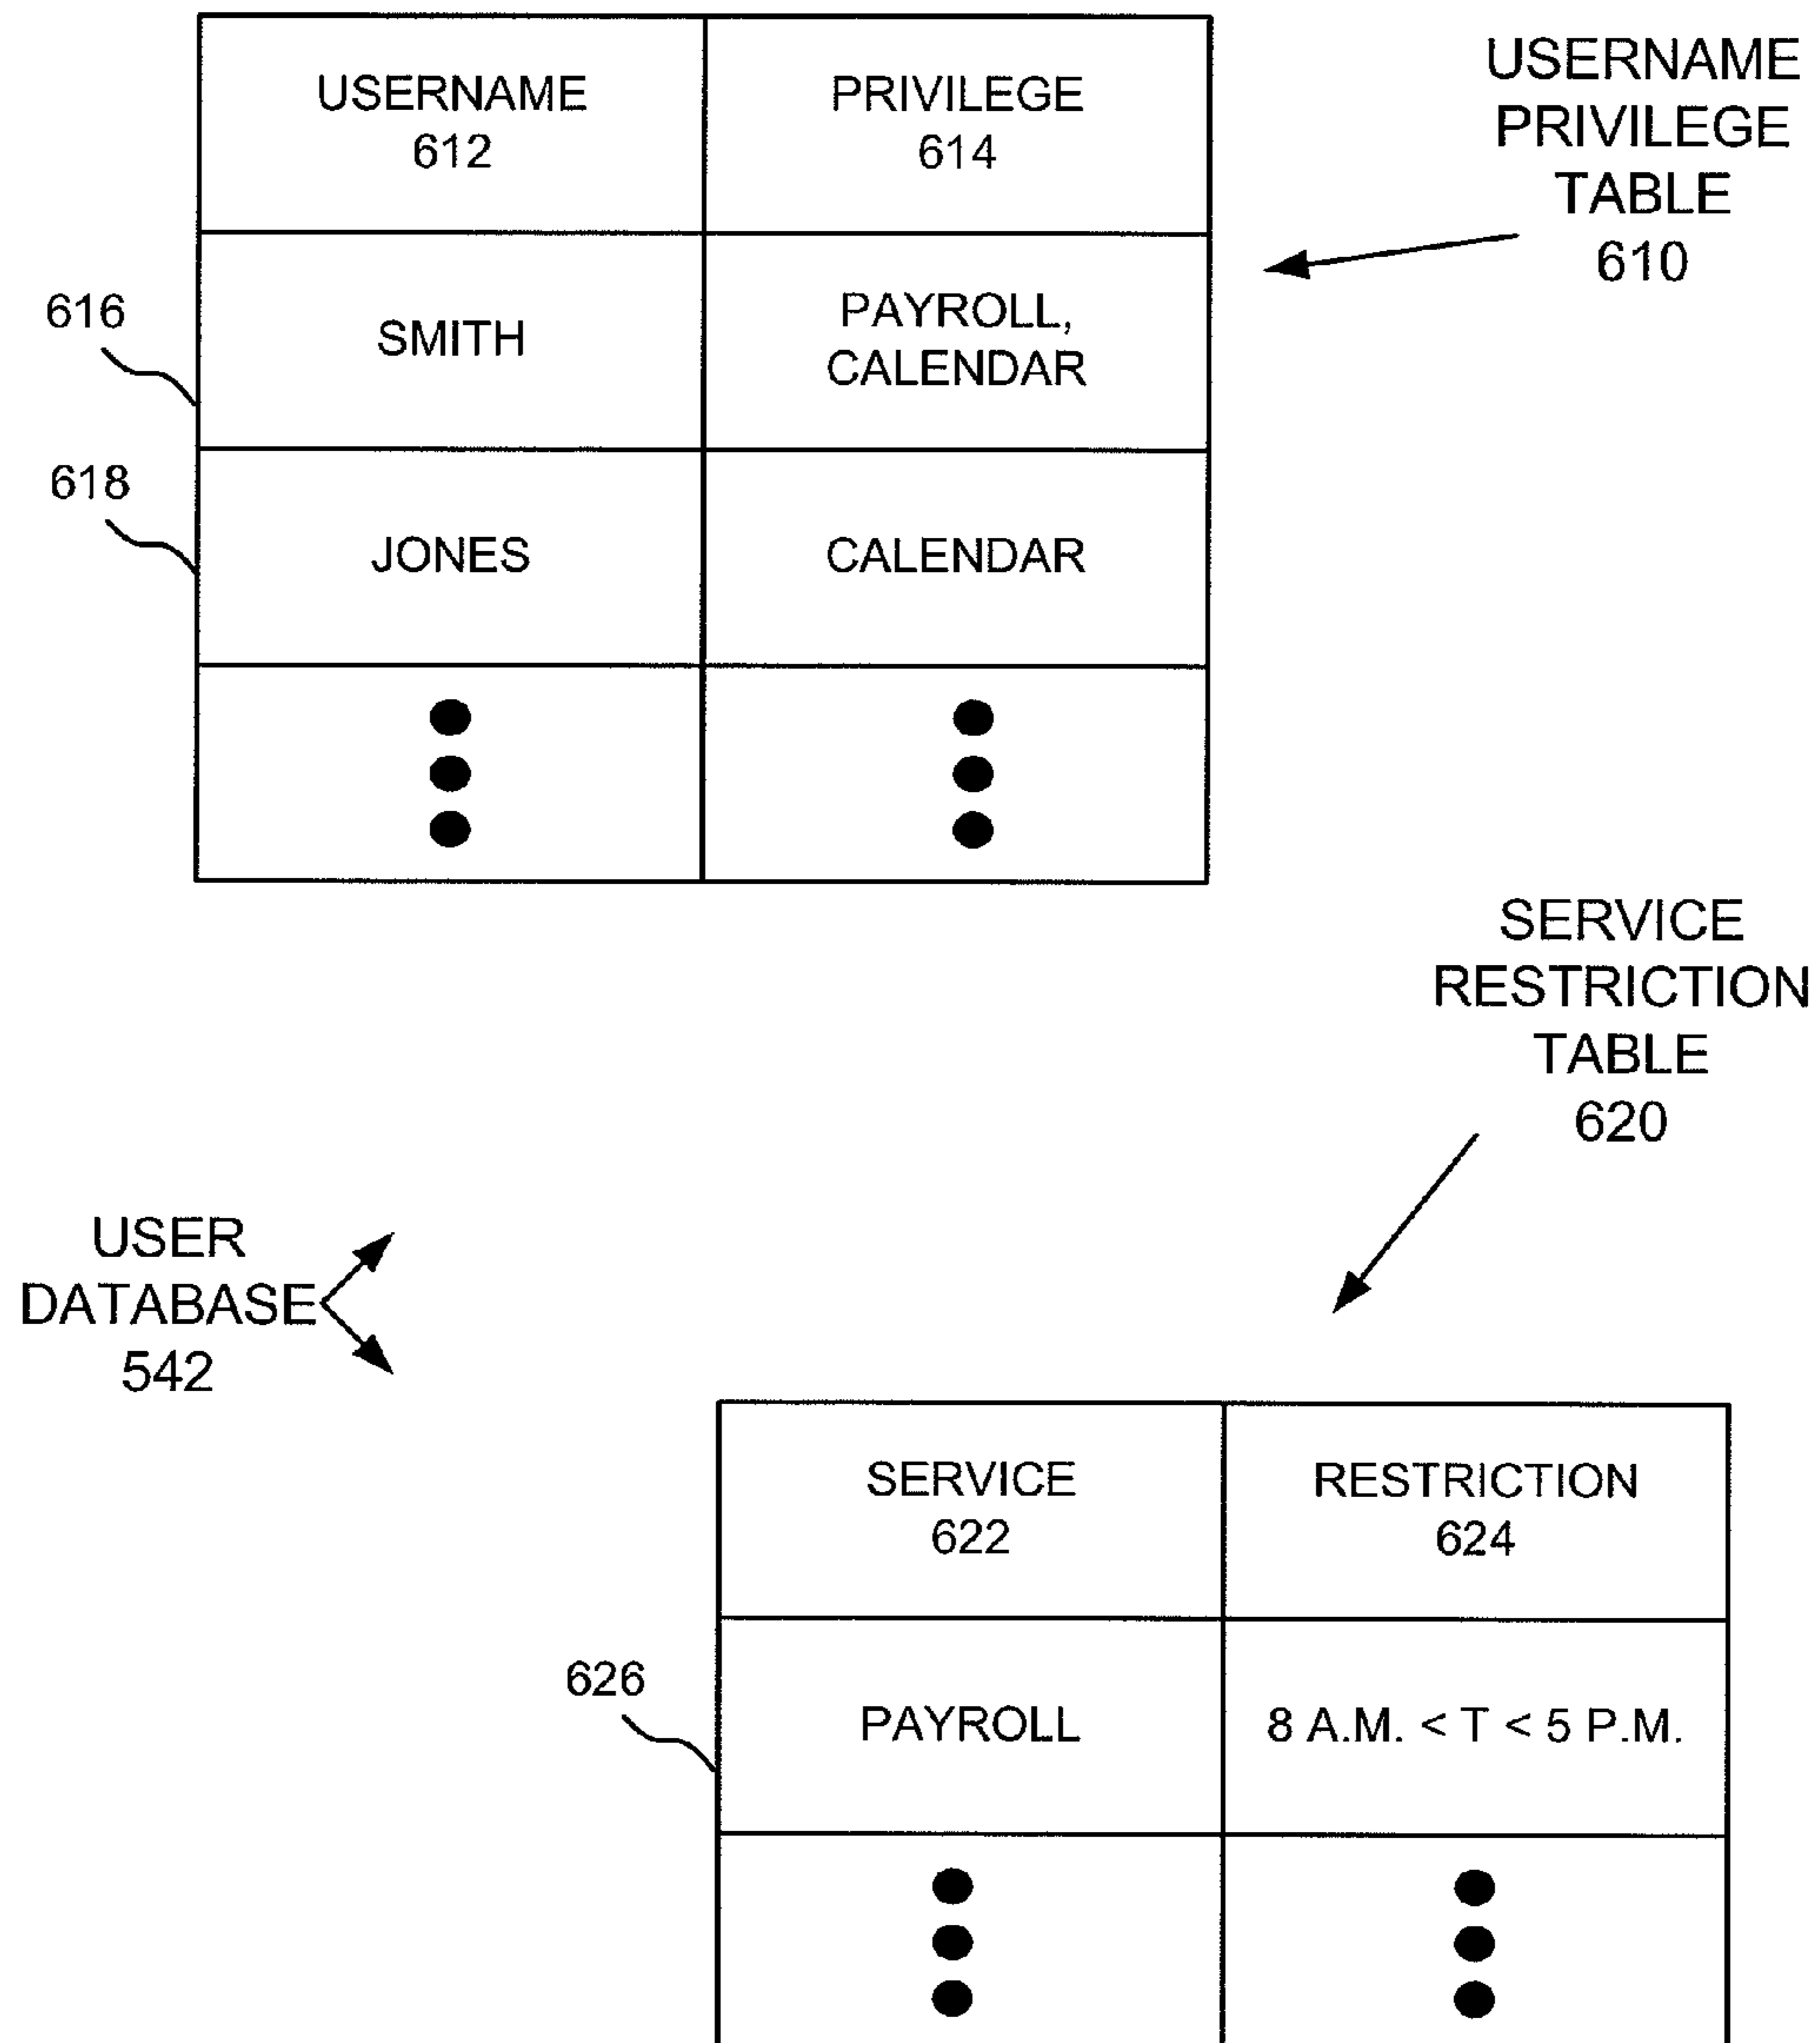 USERNAME
612
PRIVILEGE
614
USERNAME
PRIVILEGE
TABLE
610
616
SMITH
PAYROLL,
CALENDAR
618
JONES
CALENDAR
SERVICE
RESTRICTION
TABLE
620
USER
DATABASE
542
SERVICE
622
RESTRICTION
624
626
PAYROLL
8 A.M. < T < 5 P.M.